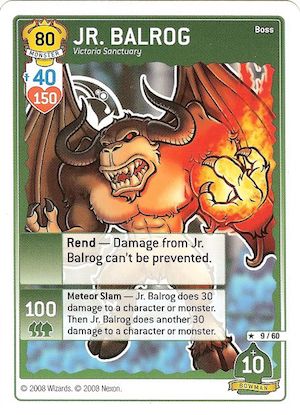 80
MONSTER
JR. BALROG
Boss
Victoria Sanctuary
40
150
Rend — Damage from Jr.
Balrog can't be prevented.
100
Meteor Slam — Jr. Balrog does 30
damage to a character or monster.
Then Jr. Balrog does another 30
damage to a character or monster.
★ 9/60
+
10
BOWMAN
© 2008 Wizards. © 2008 Nexon.